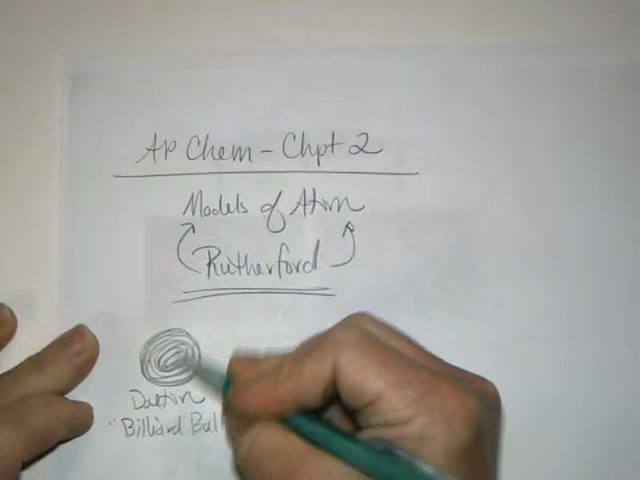 AP Chem - Chpt 2
Models of Atom
Rutherford
Dalton
"Billiard Ball